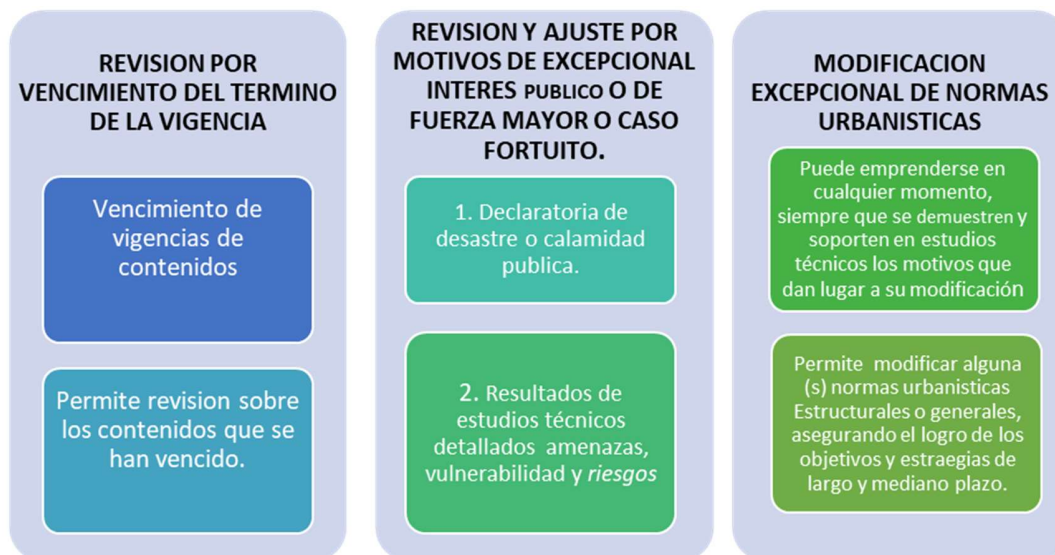 REVISION POR
VENCIMIENTO DEL TERMINO
DE LA VIGENCIA
Vencimiento de
vigencias de
contenidos
Permite revision sobre
los contenidos que se
han vencido.
REVISION Y AJUSTE POR
MOTIVOS DE EXCEPCIONAL
INTERES PUBLICO O DE
FUERZA MAYOR O CASO
FORTUITO.
1. Declaratoria de
desastre o calamidad
publica.
2. Resultados de
estudios técnicos
detallados amenazas,
vulnerabilidad y riesgos
MODIFICACION
EXCEPCIONAL DE NORMAS
URBANISTICAS
Puede emprenderse en
cualquier momento,
siempre que se demuestren y
soporten en estudios
técnicos los motivos que
dan lugar a su modificación
Permite modificar alguna
(s) normas urbanisticas
Estructurales o generales,
asegurando el logro de los
objetivos y estraegias de
largo y mediano plazo.